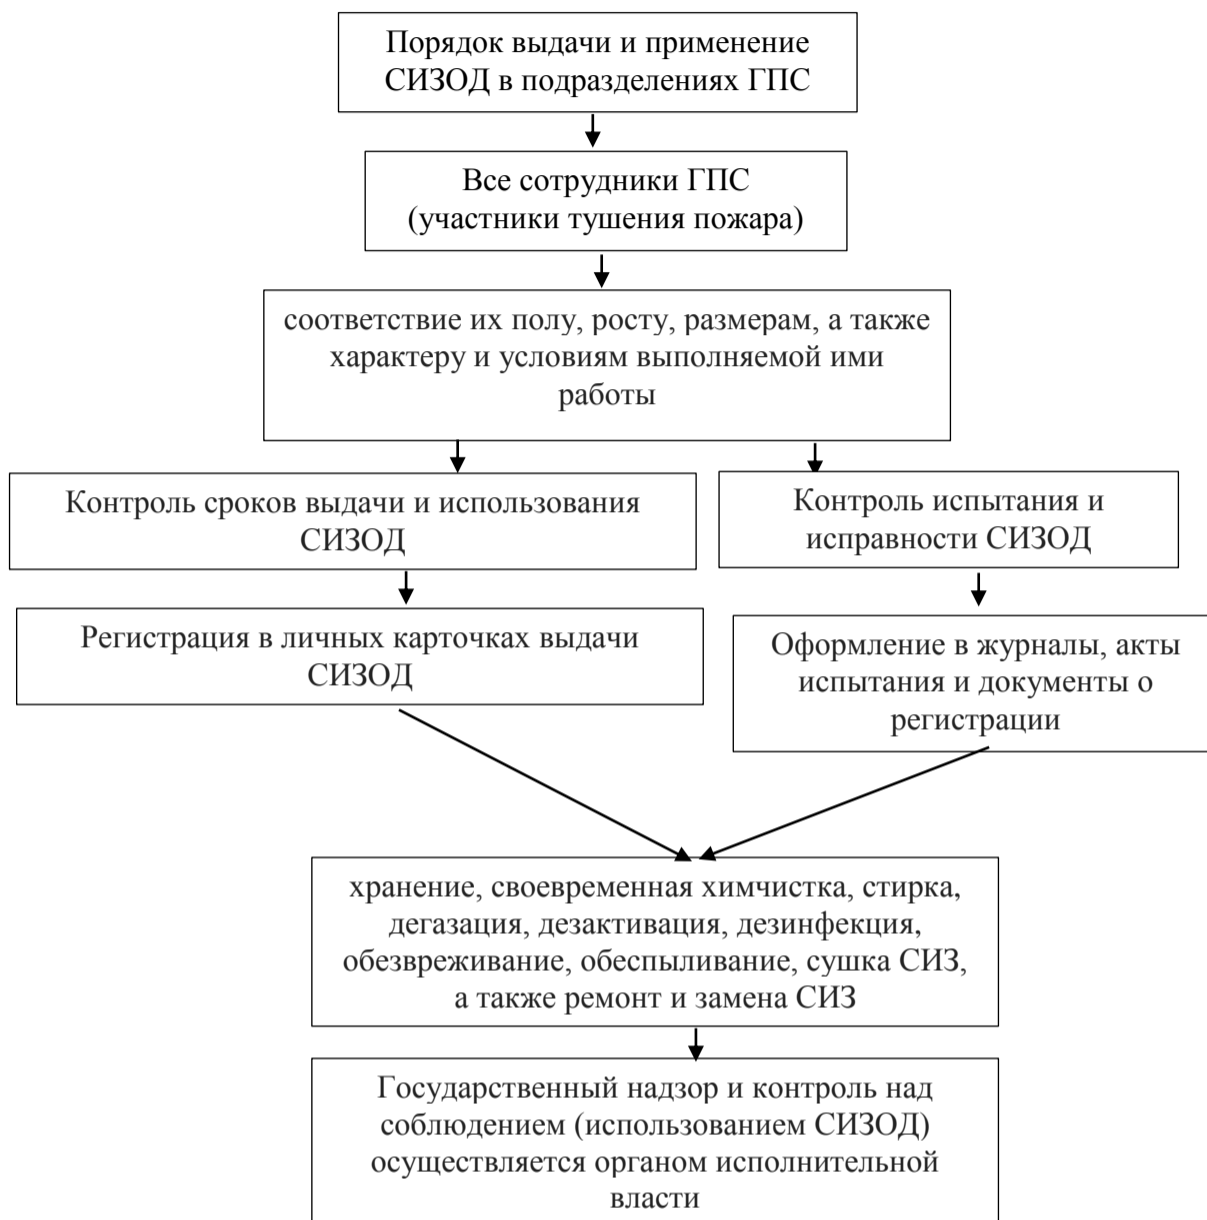 Порядок выдачи и применение
СИЗОД в подразделениях ГПС
Все сотрудники ГПС
(участники тушения пожара)
соответствие их полу, росту, размерам, а также
характеру и условиям выполняемой ими
работы
Контроль сроков выдачи и использования
СИЗОД
Контроль испытания и
исправности СИЗОД
Регистрация в личных карточках выдачи
СИЗОД
Оформление в журналы, акты
испытания и документы о
регистрации
хранение, своевременная химчистка, стирка,
дегазация, дезактивация, дезинфекция,
обезвреживание, обеспыливание, сушка СИЗ,
а также ремонт и замена СИЗ
Государственный надзор и контроль над
соблюдением (использованием СИЗОД)
осуществляется органом исполнительной
власти